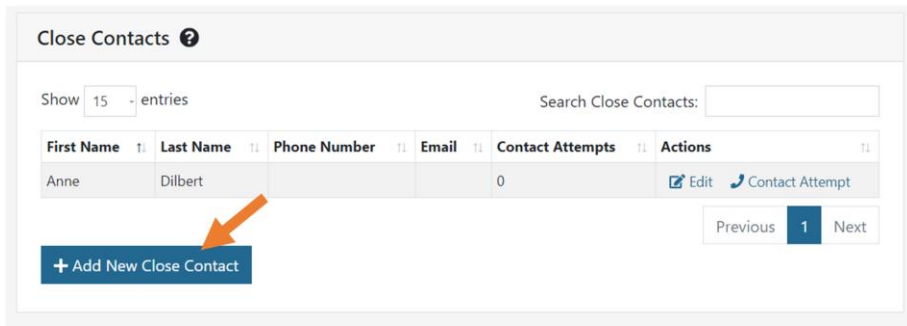 Close Contacts ?
Show 15 entries Search Close Contacts:
First Name Last Name Phone Number Email Contact Attempts Actions
Anne Dilbert 0 Edit Contact Attempt
Previous 1 Next
+ Add New Close Contact